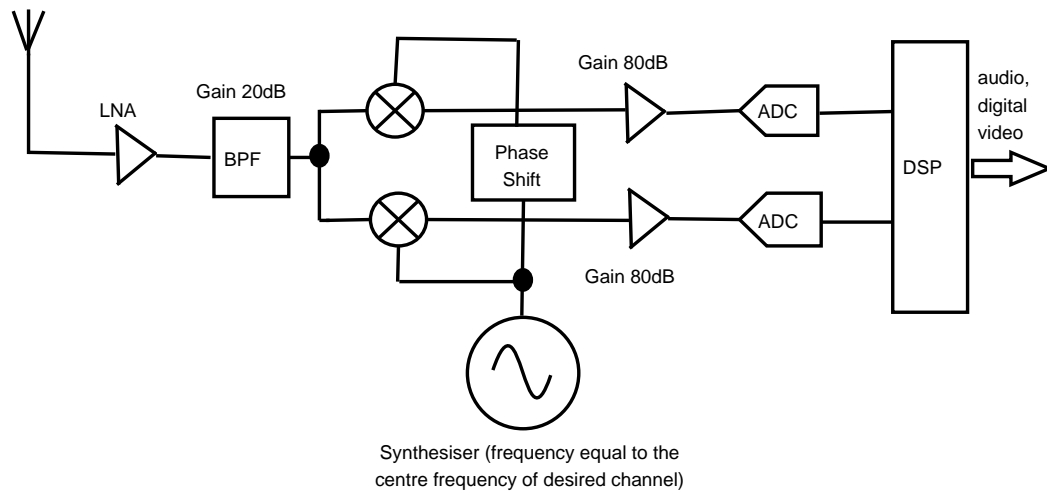 LNA
Gain 20dB
BPF
Gain 80dB
Phase
Shift
Gain 80dB
ADC
ADC
DSP
audio,
digital
video
Synthesiser (frequency equal to the
centre frequency of desired channel)